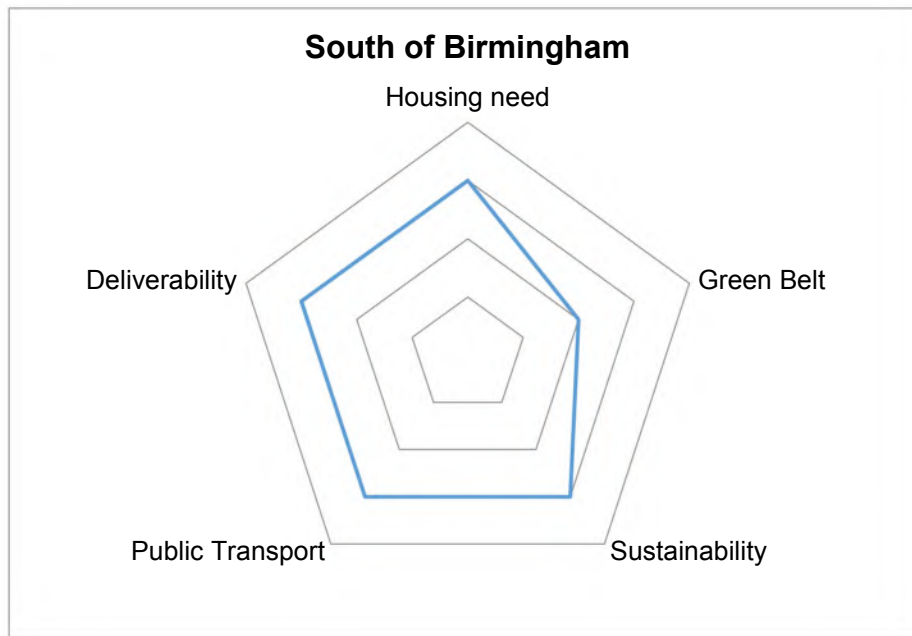 South of Birmingham
Housing need
Deliverability
Green Belt
Public Transport
Sustainability